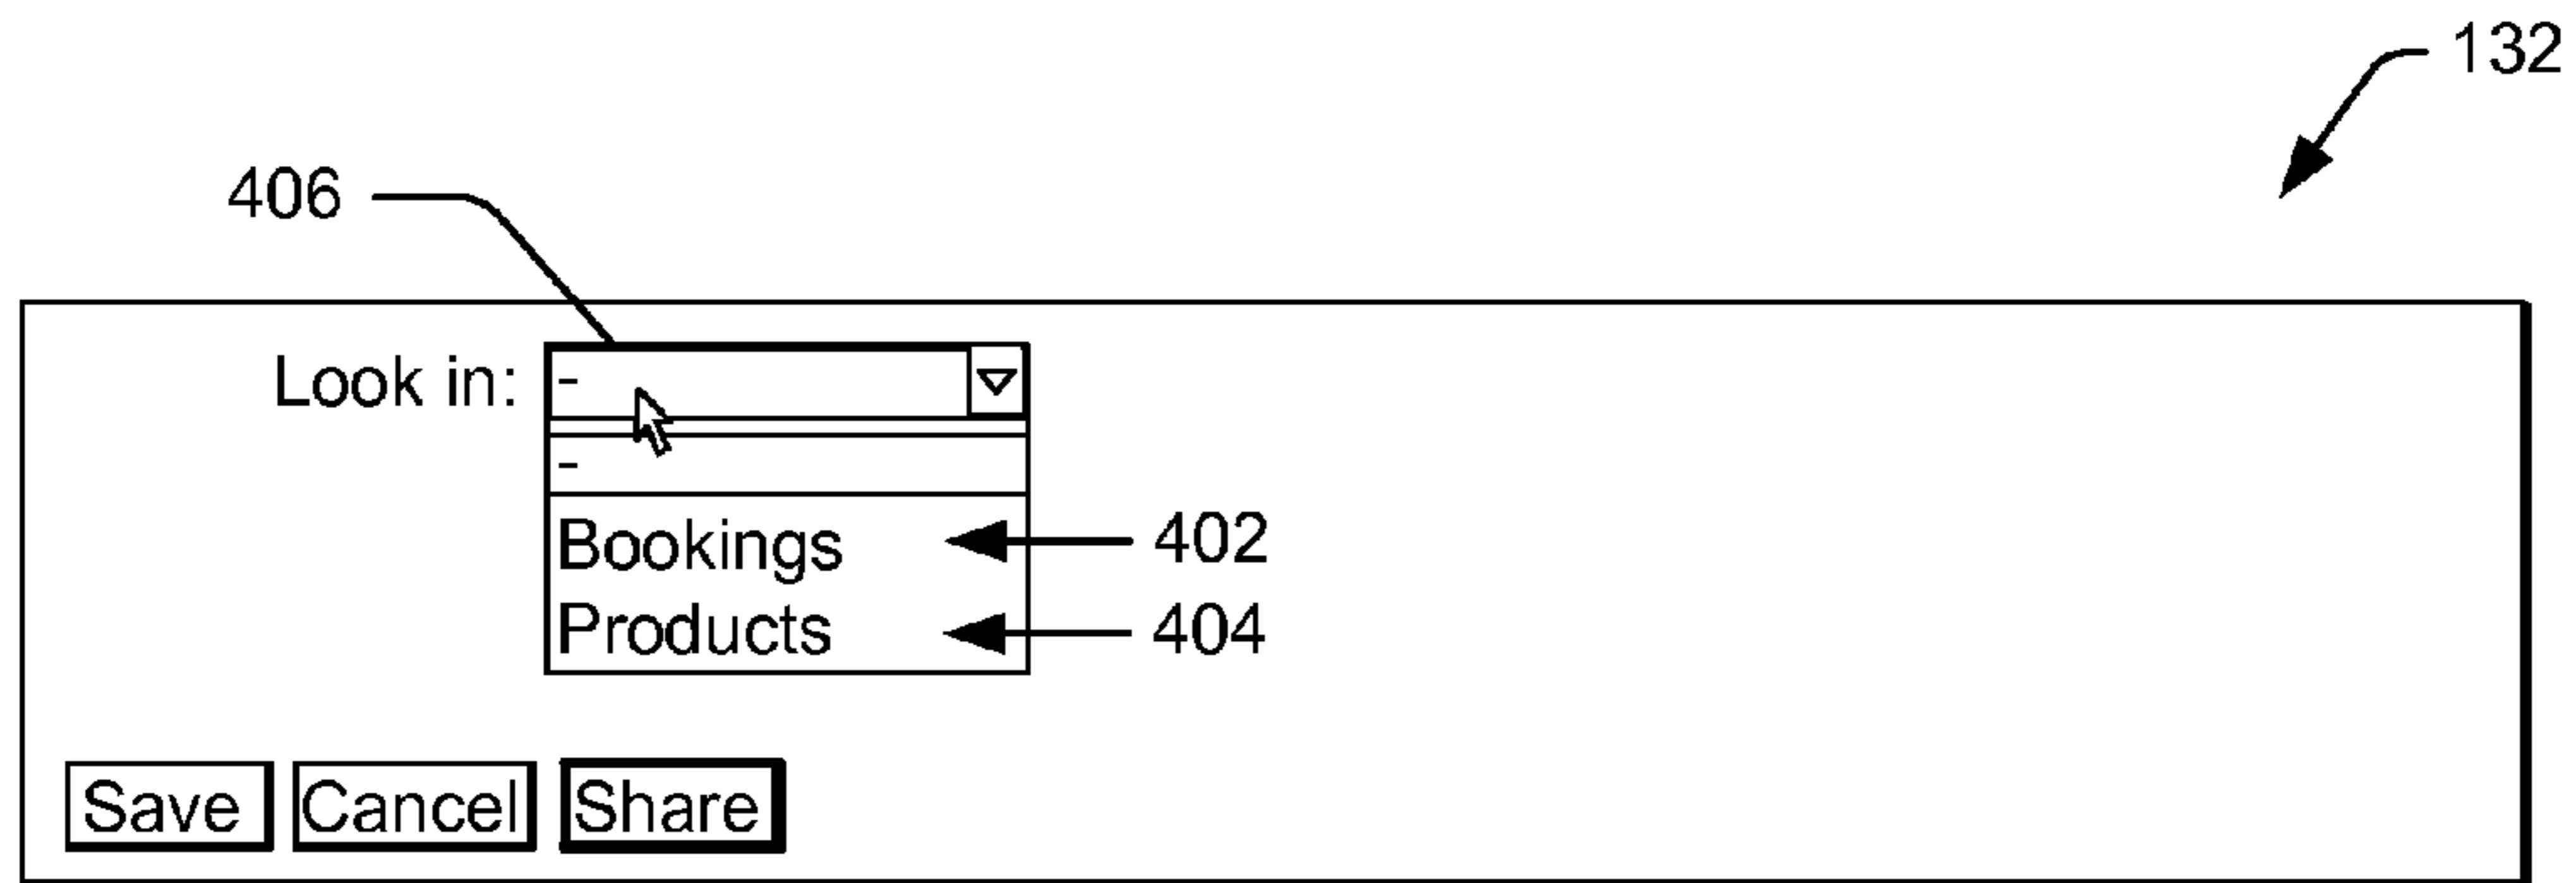 132
406
Look in: -
-
Bookings 402
Products 404
Save Cancel Share